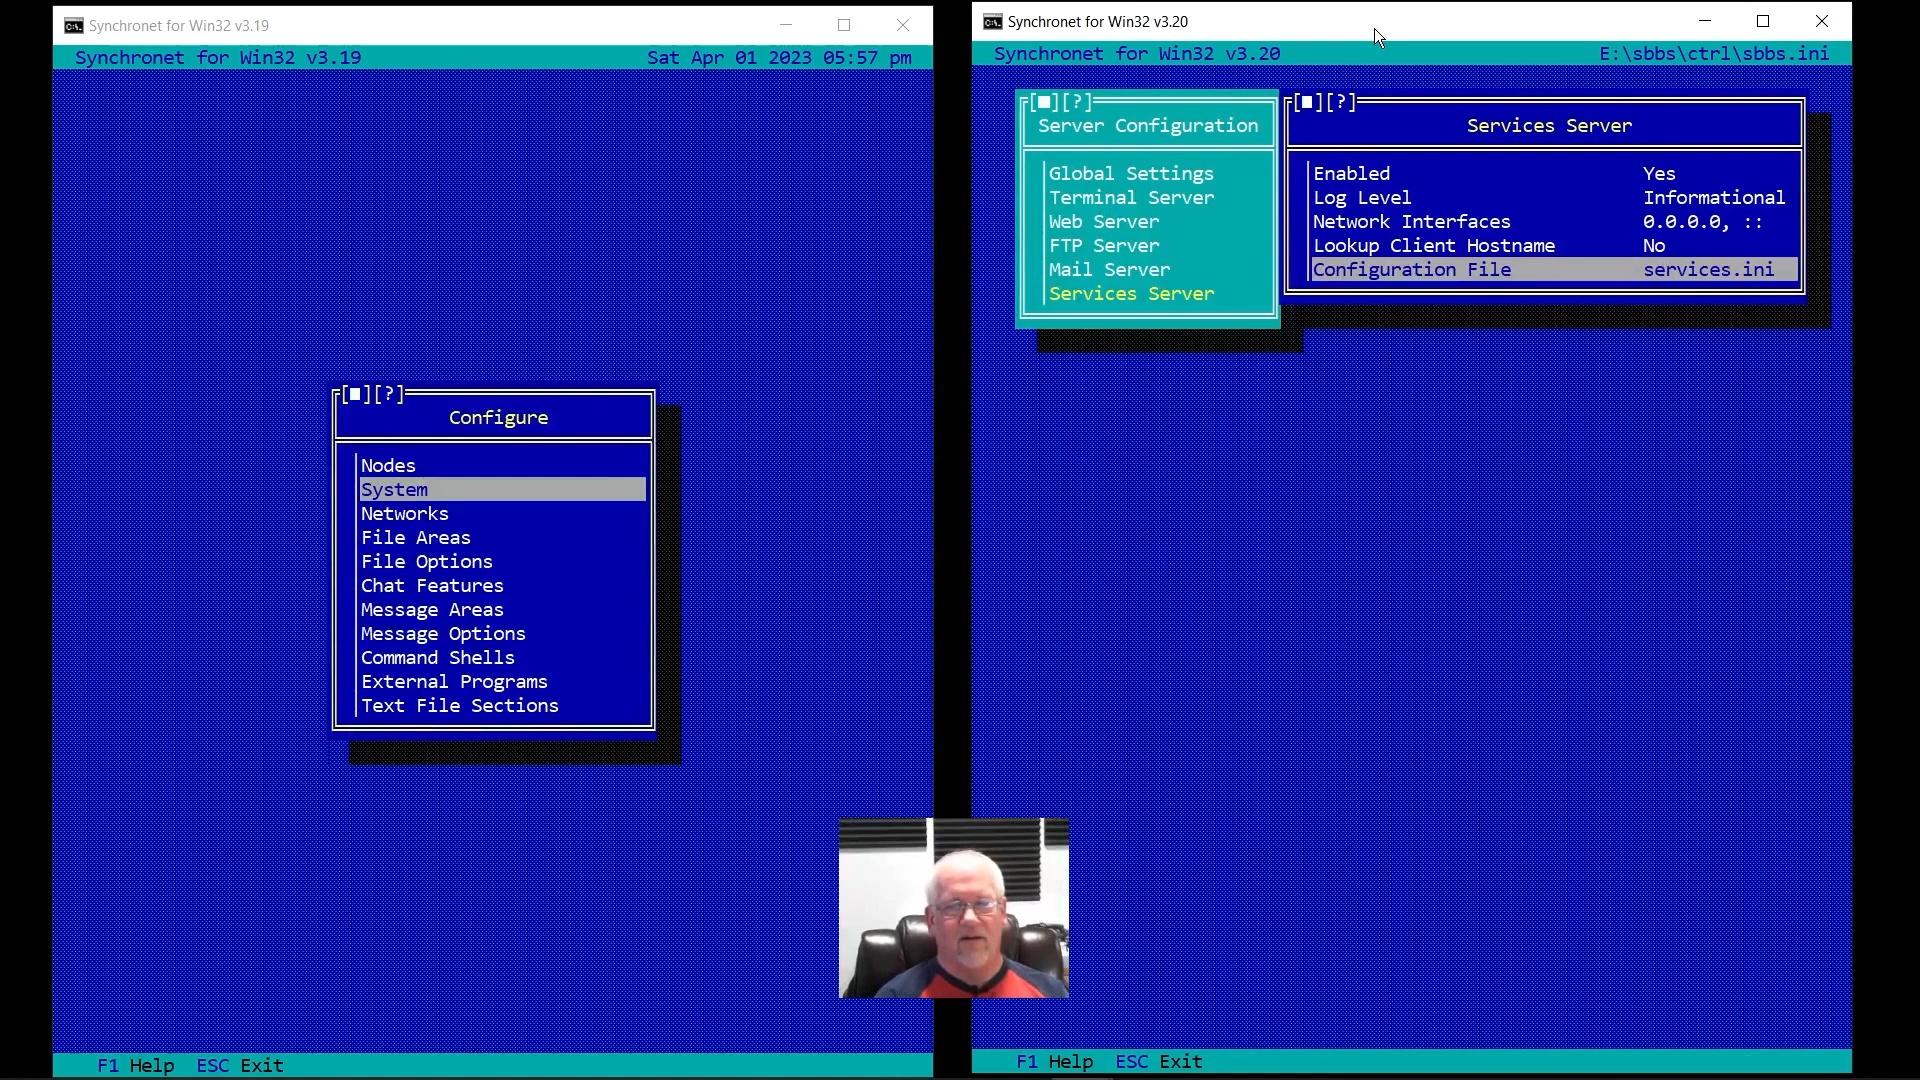 Synchronet for Win32 v3.19
Synchronet for Win32 v3.19 Sat Apr 01 2023 05:57 pm
[■][?]
Configure
Nodes
System
Networks
File Areas
File Options
Chat Features
Message Areas
Message Options
Command Shells
External Programs
Text File Sections
F1 Help ESC Exit
Synchronet for Win32 v3.20
Synchronet for Win32 v3.20 E:\sbbs\ctrl\sbbs.ini
[■][?]
Server Configuration
Global Settings
Terminal Server
Web Server
FTP Server
Mail Server
Services Server
[■][?]
Services Server
Enabled Yes
Log Level Informational
Network Interfaces 0.0.0.0, ::
Lookup Client Hostname No
Configuration File services.ini
F1 Help ESC Exit